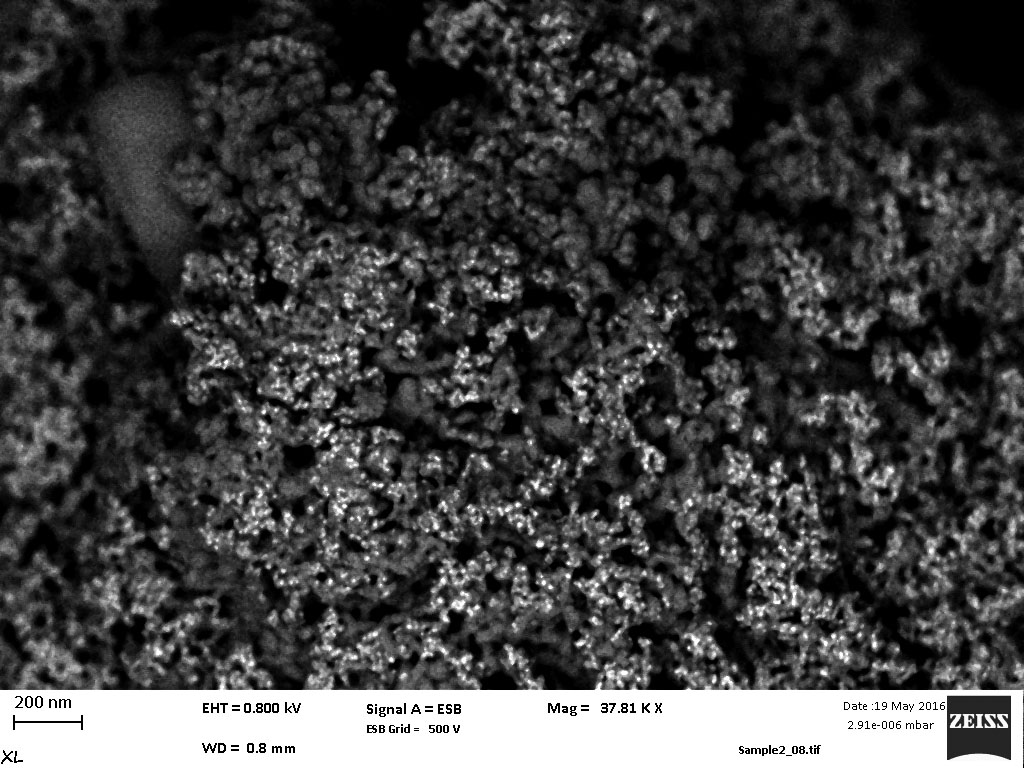 200 nm
EHT = 0.800 kV
Signal A = ESB
Mag = 37.81 K X
Date :19 May 2016
ESB Grid = 500 V
2.91e-006 mbar
ZEISS
WD = 0.8 mm
Sample2_08.tif
XL